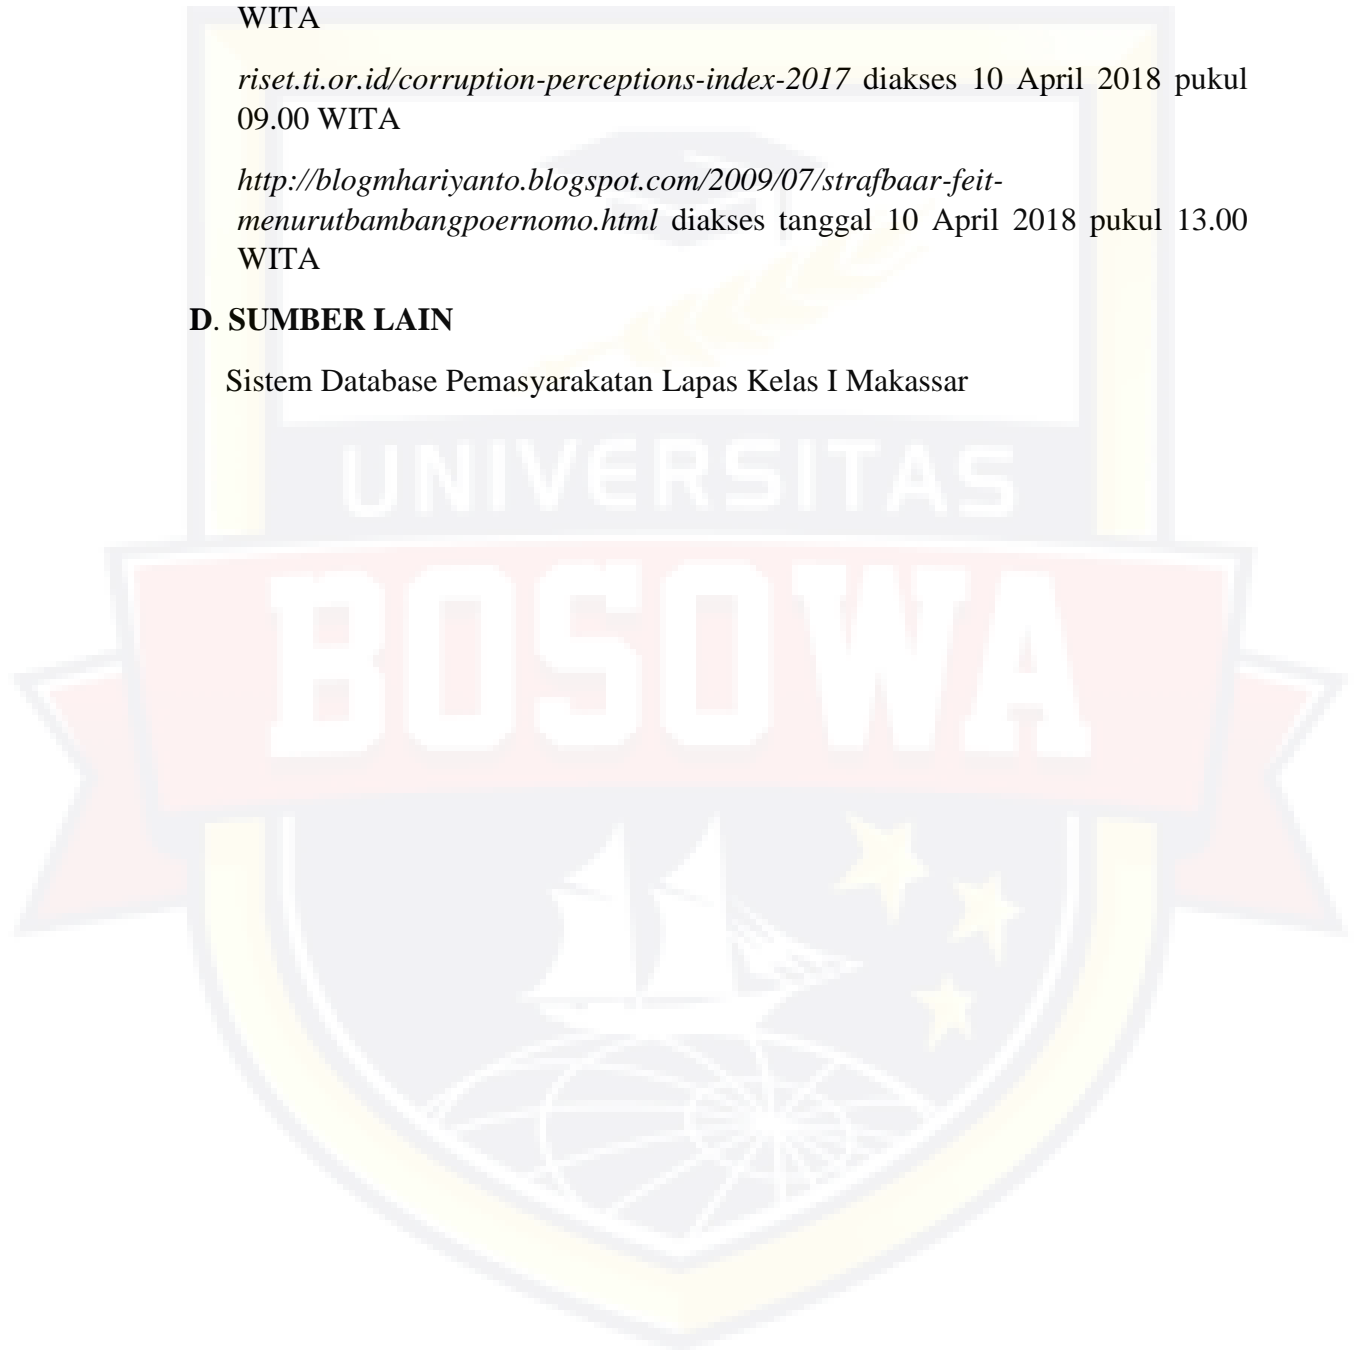 WITA
riset.ti.or.id/corruption-perceptions-index-2017 diakses 10 April 2018 pukul
09.00 WITA
http://blogmhariyanto.blogspot.com/2009/07/strafbaar-feit-
menurutbambangpoernomo.html diakses tanggal 10 April 2018 pukul 13.00
WITA
D. SUMBER LAIN
Sistem Database Pemasyarakatan Lapas Kelas I Makassar
UNIVERSITAS
BOSOWA